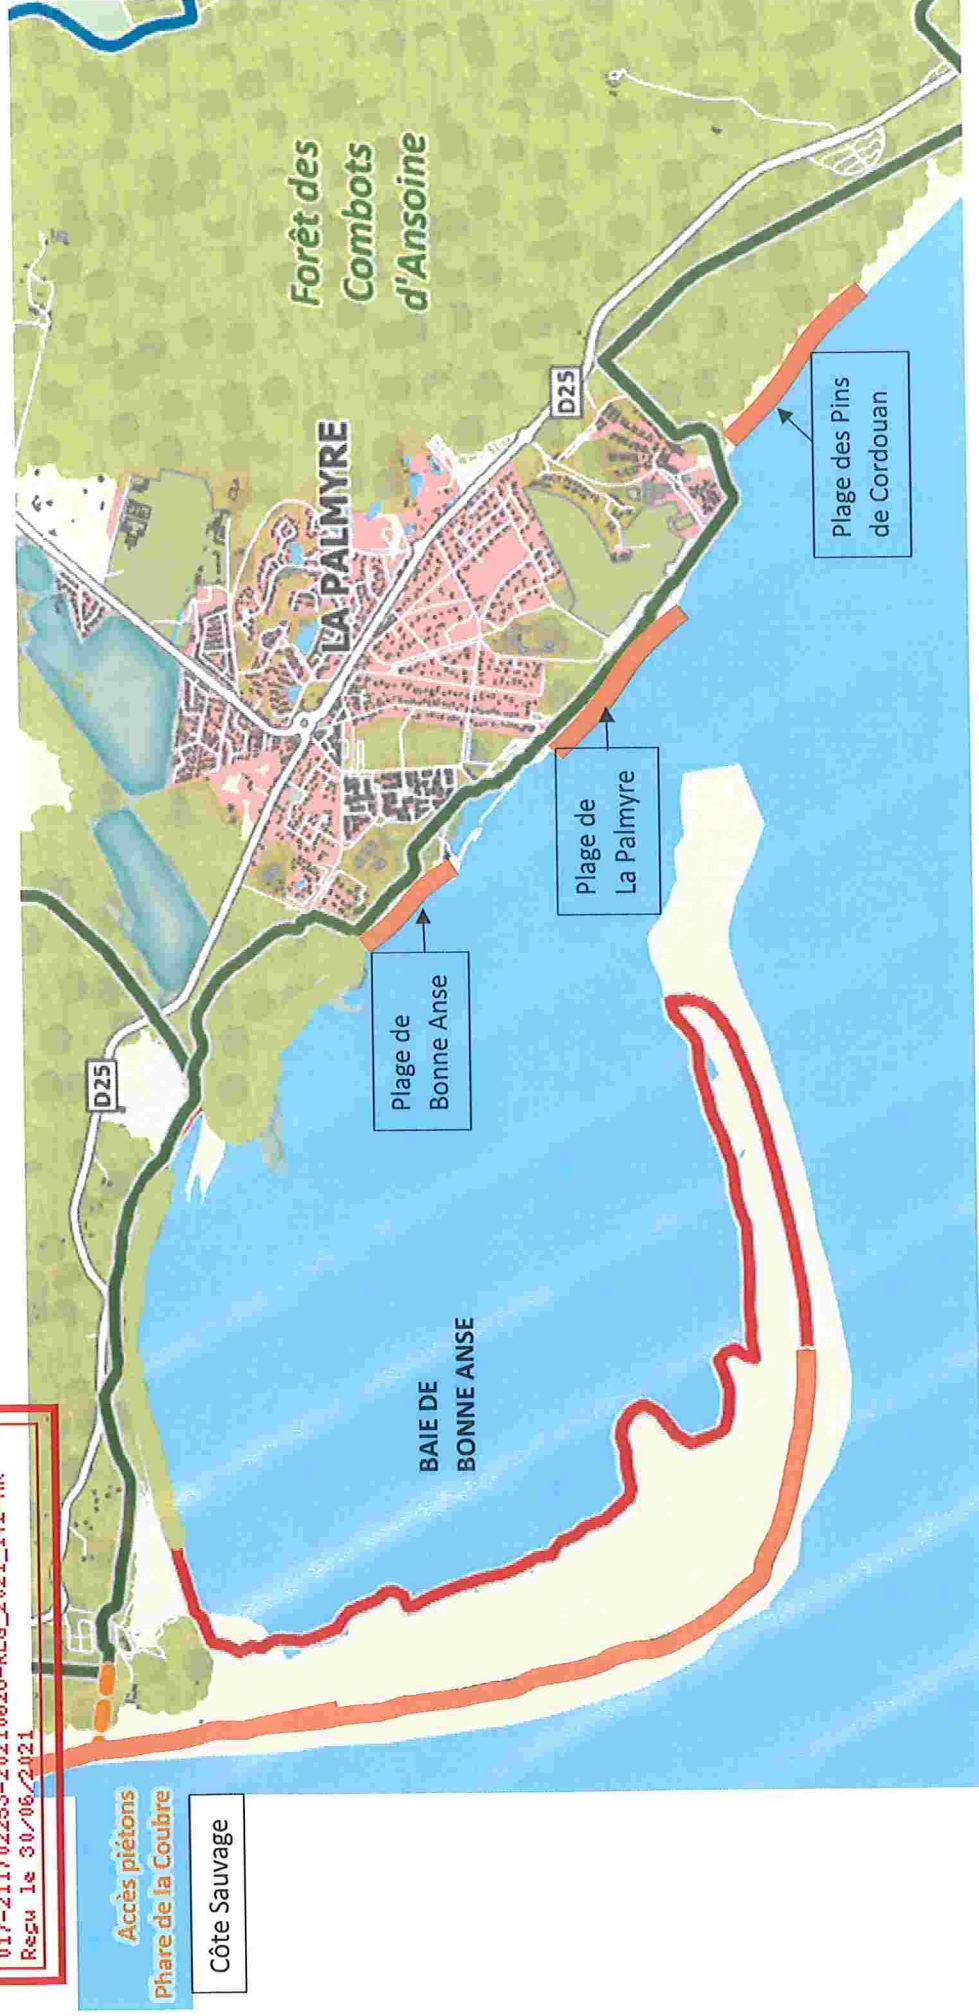 Reçu le 30/06/2021
Accès piétons
Phare de la Coubre
Côte Sauvage
D25
BAIE DE
BONNE ANSE
Plage de
Bonne Anse
Plage de
La Palmyre
LA PALMYRE
D25
Forêt des
Combots
d'Ansoine
Plage des Pins
de Cordouan